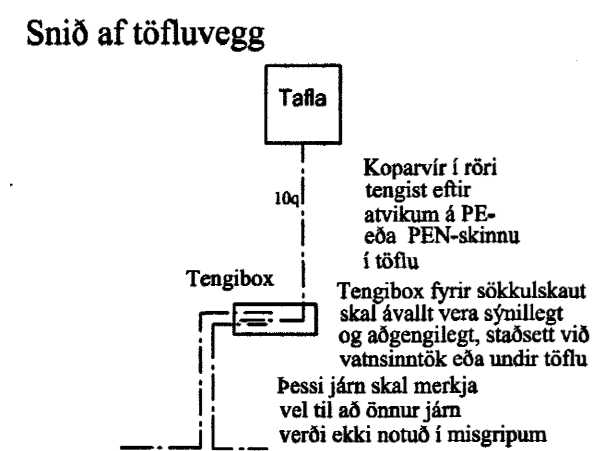 Snið af töfluvegg
Tafla
Koparvír í röri
tengist eftir
atvikum á PE-
eða PEN-skinnu
í töflu
10q
Tengibox
Tengibox fyrir sökkulskaut
skal ávallt vera sýnillegt
og aðgengilegt, staðsett við
vatnsinntök eða undir töflu
Þessi járn skal merkja
vel til að önnur járn
verði ekki notuð í misgripum